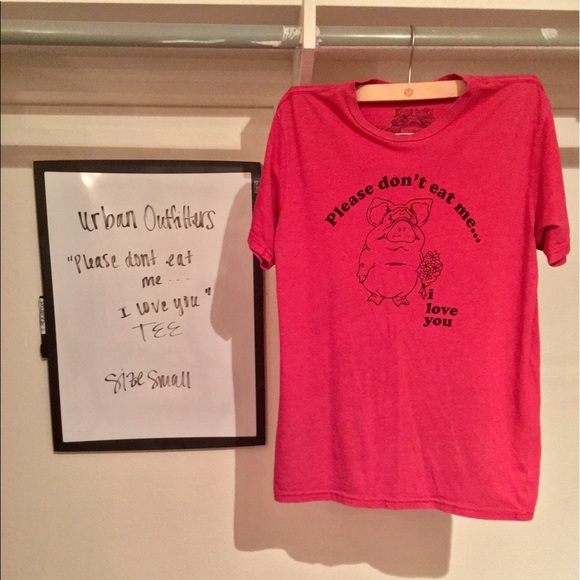 urban Outfitters
"Please dont eat
me....
I love you"
TEE
Size Small
Please don't eat me...
i
love
you